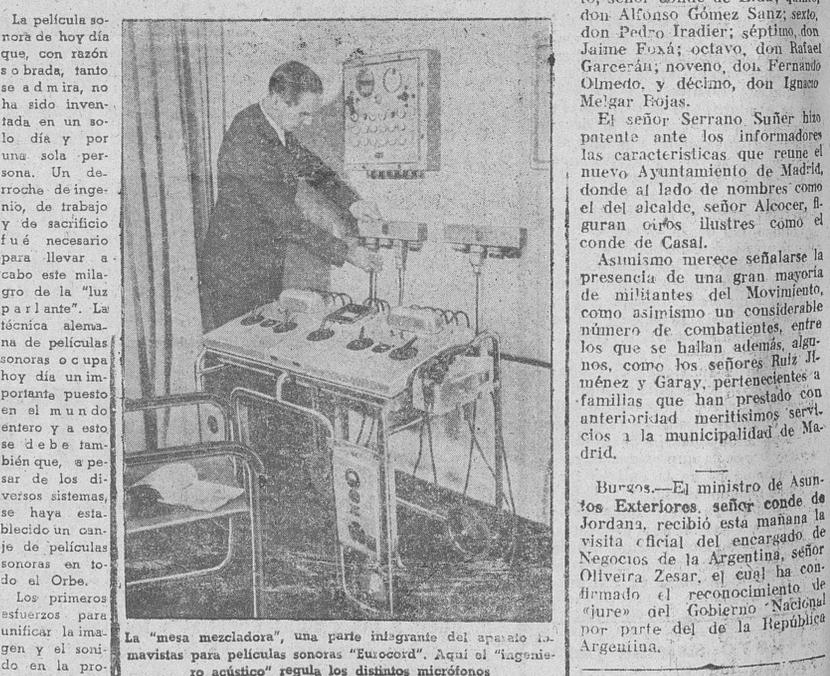 La película so-
nora de hoy día
que, con razón
sobrada, tanto
se admira, no
ha sido inven-
tada en un so-
lo día y por
una sola per-
sona. Un de-
rroche de inge-
nio, de trabajo
y de sacrificio
fué necesario
para llevar a
cabo este mila-
gro de la "luz
parlante". La
técnica alema-
na de películas
sonoras ocupa
hoy día un im-
portante puesto
en el mundo
entero y a esto
se debe tam-
bién que, a pe-
sar de los di-
versos sistemas,
se haya esta-
blecido un can-
je de películas
sonoras en to-
do el Orbe.
Los primeros
esfuerzos para
unificar la ima-
gen y el soni-
do en la pro-
La "mesa mezcladora", una parte integrante del aparato to-
mavistas para películas sonoras "Eurocord". Aquí el "ingenie-
ro acústico" regula los distintos micrófonos
don Alfonso Gómez Sanz; sexto,
don Pedro Iradier; séptimo, don
Jaime Foxá; octavo, don Rafael
Garcerán; noveno, don Fernando
Olmedo, y décimo, don Ignacio
Melgar Rojas.
El señor Serrano Suñer hizo
patente ante los informadores
las caracteristicas que reune el
nuevo Ayuntamiento de Madrid,
donde al lado de nombres como
el del alcalde, señor Alcocer, fi-
guran otros ilustres como el
conde de Casal.
Asimismo merece señalarse la
presencia de una gran mayoría
de militantes del Movimiento,
como asimismo un considerable
número de combatientes, entre
los que se hallan además, algu-
nos, como los señores Ruiz Ji-
ménez y Garay, pertenecientes a
familias que han prestado con
anterioridad meritisimos servi-
cios a la municipalidad de Ma-
drid.
Burgos.—El ministro de Asun-
tos Exteriores, señor conde de
Jordana, recibió esta mañana la
visita oficial del encargado de
Negocios de la Argentina, señor
Oliveira Zesar, el cual ha con-
firmado el reconocimiento de
«jure» del Gobierno Nacional
por parte del de la República
Argentina.